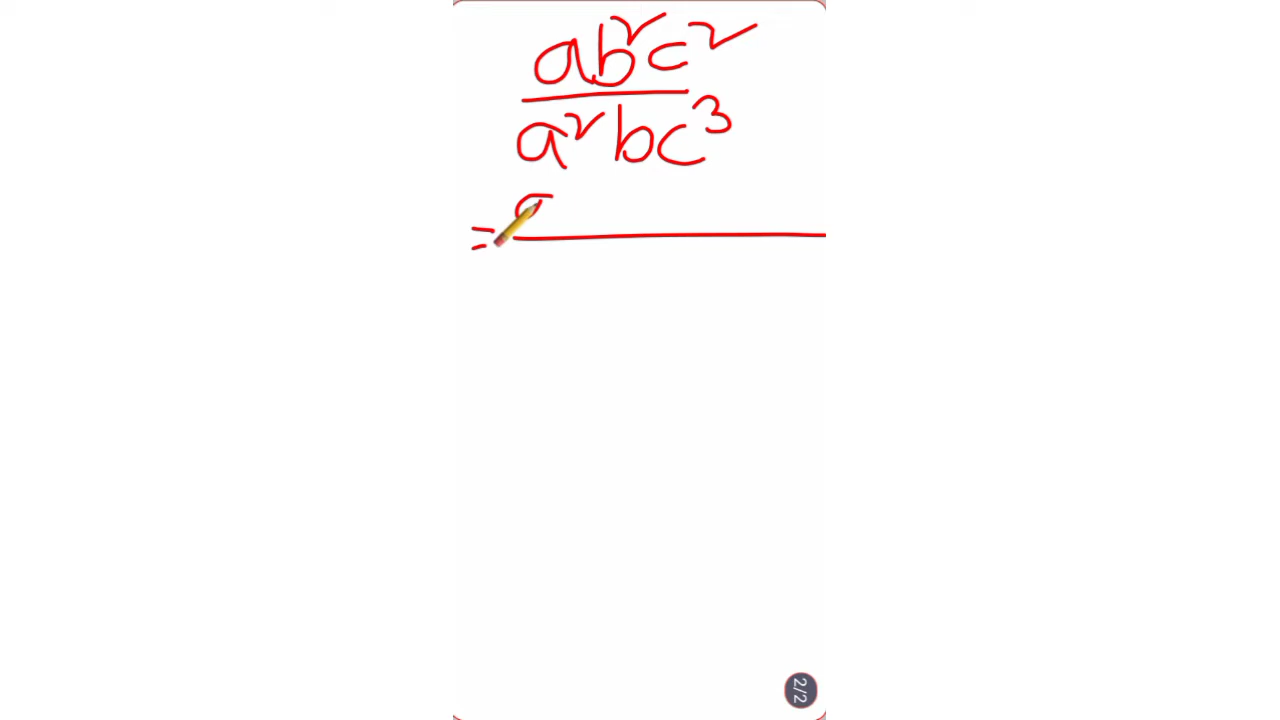 ab²c²
a²bc³
=
2/2